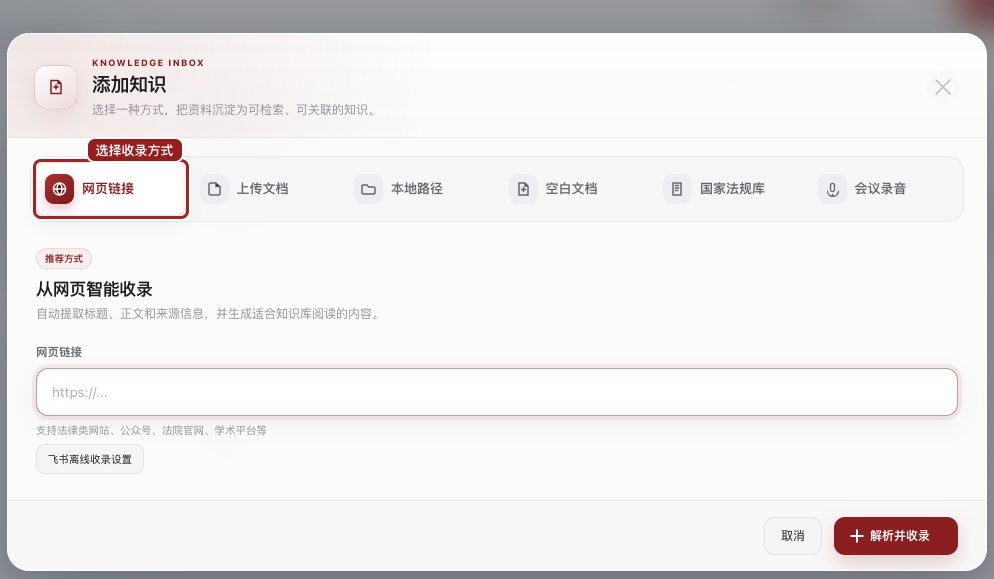 KNOWLEDGE INBOX
添加知识
选择一种方式，把资料沉淀为可检索、可关联的知识。
选择收录方式
网页链接
上传文档
本地路径
空白文档
国家法规库
会议录音
推荐方式
从网页智能收录
自动提取标题、正文和来源信息，并生成适合知识库阅读的内容。
网页链接
https://...
支持法律类网站、公众号、法院官网、学术平台等
飞书离线收录设置
取消
解析并收录